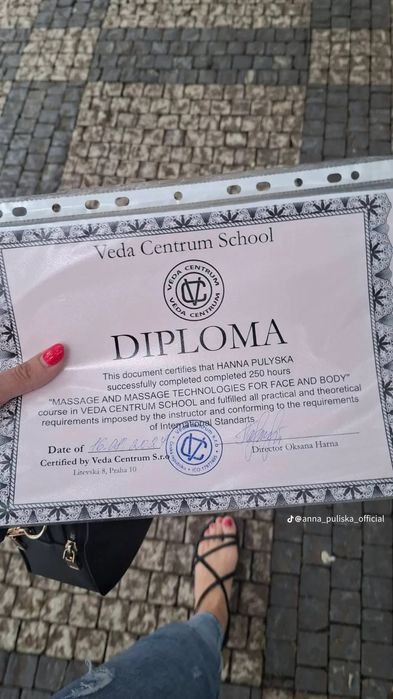 Veda Centrum School
VEDA CENTRUM
VC
VEDA CENTRUM
DIPLOMA
This document certifies that HANNA PULYSKA
successfully completed completed 250 hours
"MASSAGE AND MASSAGE TECHNOLOGIES FOR FACE AND BODY"
course in VEDA CENTRUM SCHOOL and fulfilled all practical and theoretical
requirements imposed by the instructor and conforming to the requirements
of International Standarts
Date of
Certified by Veda Centrum S.r.o
Litevská 8, Praha 10
Director Oksana Harna
@anna_puliska_official